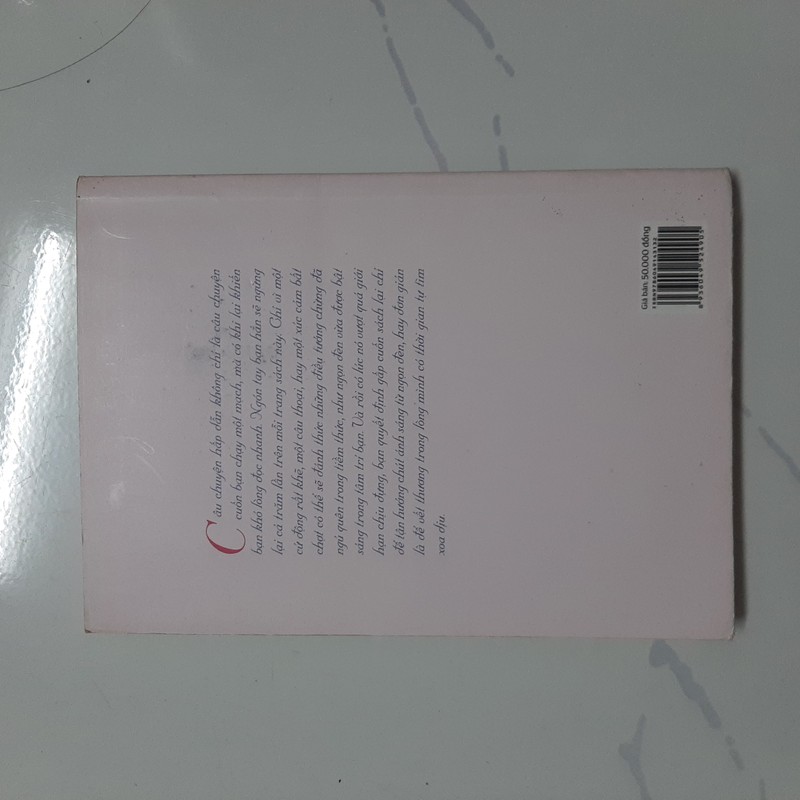 Câu chuyện hấp dẫn không chỉ là câu chuyện
cuốn bạn chạy một mạch, mà có khi lại khiến
bạn khó lòng đọc nhanh. Ngón tay bạn hẳn sẽ ngừng
lại cả trăm lần trên mỗi trang sách này. Chỉ vì một
cử động rất khẽ, một câu thoại, hay một xúc cảm bất
chợt có thể sẽ đánh thức những điều tưởng chừng đã
ngủ quên trong tiềm thức, như ngọn đèn vừa được bật
sáng trong tâm trí bạn. Và rồi có lúc nó vượt quá giới
hạn chịu đựng, bạn quyết định gấp cuốn sách lại chỉ
để tận hưởng chút ánh sáng từ ngọn đèn, hay đơn giản
là để vết thương trong lòng mình có thời gian tự tìm
xoa dịu.
Giá bán: 50.000 đồng